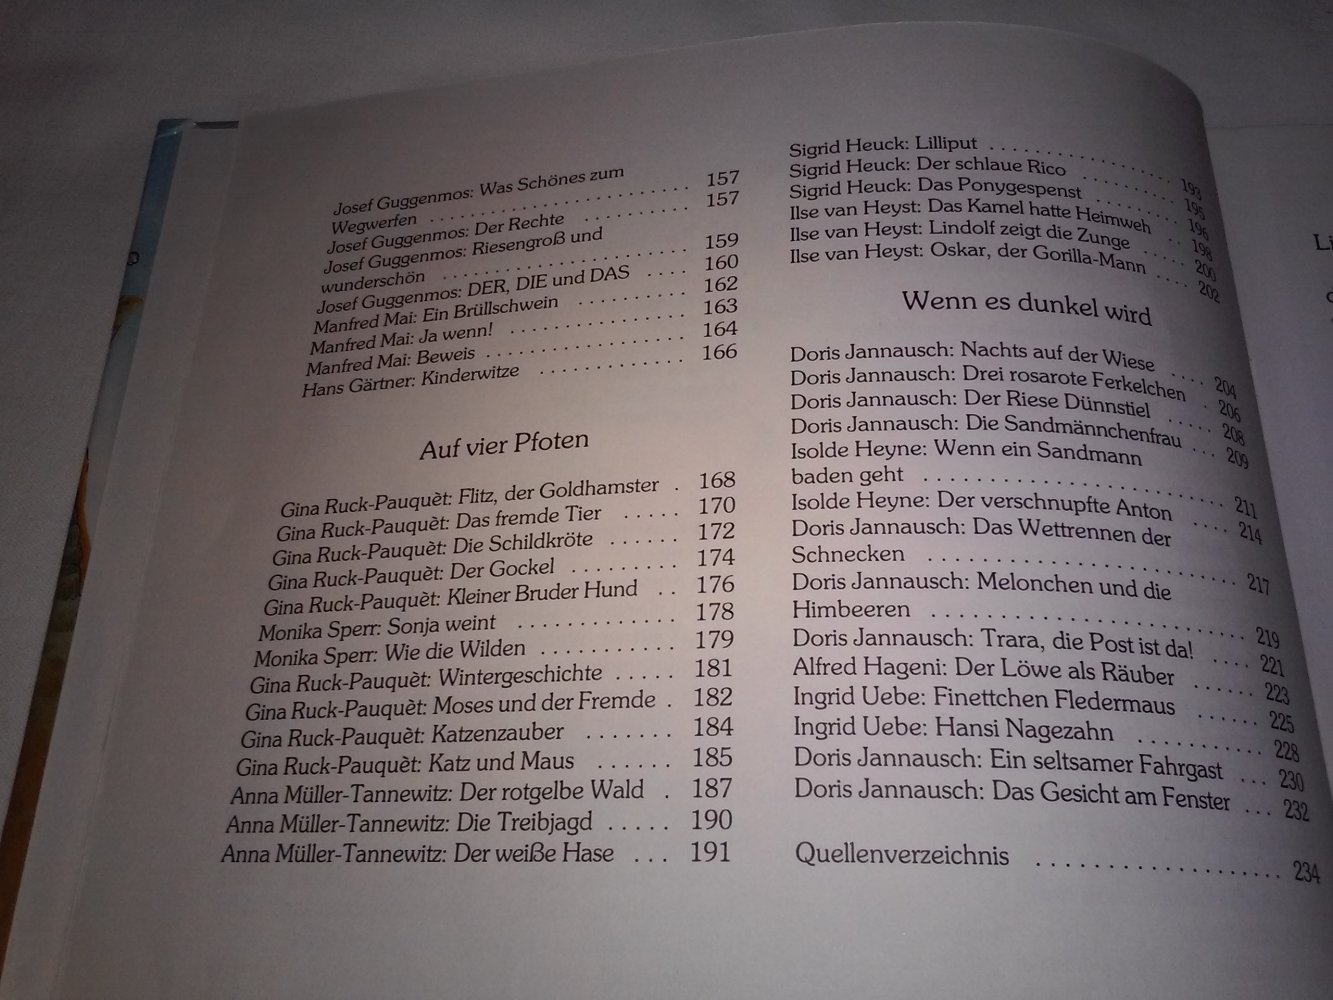 Josef Guggenmos: Was Schönes zum
Wegwerfen . . . . . . . . . . . . . . . . . . . . . . . 157
Josef Guggenmos: Der Rechte . . . . . . . . . 157
Josef Guggenmos: Riesengroß und
wunderschön . . . . . . . . . . . . . . . . . . . . . 159
Josef Guggenmos: DER, DIE und DAS . . . . 160
Manfred Mai: Ein Brüllschwein . . . . . . . . . 162
Manfred Mai: Ja wenn! . . . . . . . . . . . . . . . 163
Manfred Mai: Beweis . . . . . . . . . . . . . . . . . 164
Hans Gärtner: Kinderwitze . . . . . . . . . . . . 166
Auf vier Pfoten
Gina Ruck-Pauquèt: Flitz, der Goldhamster . 168
Gina Ruck-Pauquèt: Das fremde Tier . . . . . 170
Gina Ruck-Pauquèt: Die Schildkröte . . . . . . 172
Gina Ruck-Pauquèt: Der Gockel . . . . . . . . . 174
Gina Ruck-Pauquèt: Kleiner Bruder Hund . . 176
Monika Sperr: Sonja weint . . . . . . . . . . . . . 178
Monika Sperr: Wie die Wilden . . . . . . . . . . . 179
Gina Ruck-Pauquèt: Wintergeschichte . . . . . 181
Gina Ruck-Pauquèt: Moses und der Fremde . 182
Gina Ruck-Pauquèt: Katzenzauber . . . . . . . 184
Gina Ruck-Pauquèt: Katz und Maus . . . . . . 185
Anna Müller-Tannewitz: Der rotgelbe Wald . 187
Anna Müller-Tannewitz: Die Treibjagd . . . . . 190
Anna Müller-Tannewitz: Der weiße Hase . . . 191
Sigrid Heuck: Lilliput . . . . . . . . . . . . . . . . . 193
Sigrid Heuck: Der schlaue Rico . . . . . . . . . . 195
Sigrid Heuck: Das Ponygespenst . . . . . . . . . 196
Ilse van Heyst: Das Kamel hatte Heimweh . . 198
Ilse van Heyst: Lindolf zeigt die Zunge . . . . . 200
Ilse van Heyst: Oskar, der Gorilla-Mann . . . . 202
Wenn es dunkel wird
Doris Jannausch: Nachts auf der Wiese . . . . 204
Doris Jannausch: Drei rosarote Ferkelchen . 206
Doris Jannausch: Der Riese Dünnstiel . . . . . 208
Doris Jannausch: Die Sandmännchenfrau . . . 209
Isolde Heyne: Wenn ein Sandmann
baden geht . . . . . . . . . . . . . . . . . . . . . . . 211
Isolde Heyne: Der verschnupfte Anton . . . . 214
Doris Jannausch: Das Wettrennen der
Schnecken . . . . . . . . . . . . . . . . . . . . . . . 217
Doris Jannausch: Melonchen und die
Himbeeren . . . . . . . . . . . . . . . . . . . . . . . 219
Doris Jannausch: Trara, die Post ist da! . . . . 221
Alfred Hageni: Der Löwe als Räuber . . . . . . 223
Ingrid Uebe: Finettchen Fledermaus . . . . . . 225
Ingrid Uebe: Hansi Nagezahn . . . . . . . . . . . 228
Doris Jannausch: Ein seltsamer Fahrgast . . . 230
Doris Jannausch: Das Gesicht am Fenster . . . 232
Quellenverzeichnis . . . . . . . . . . . . . . . . . . 234